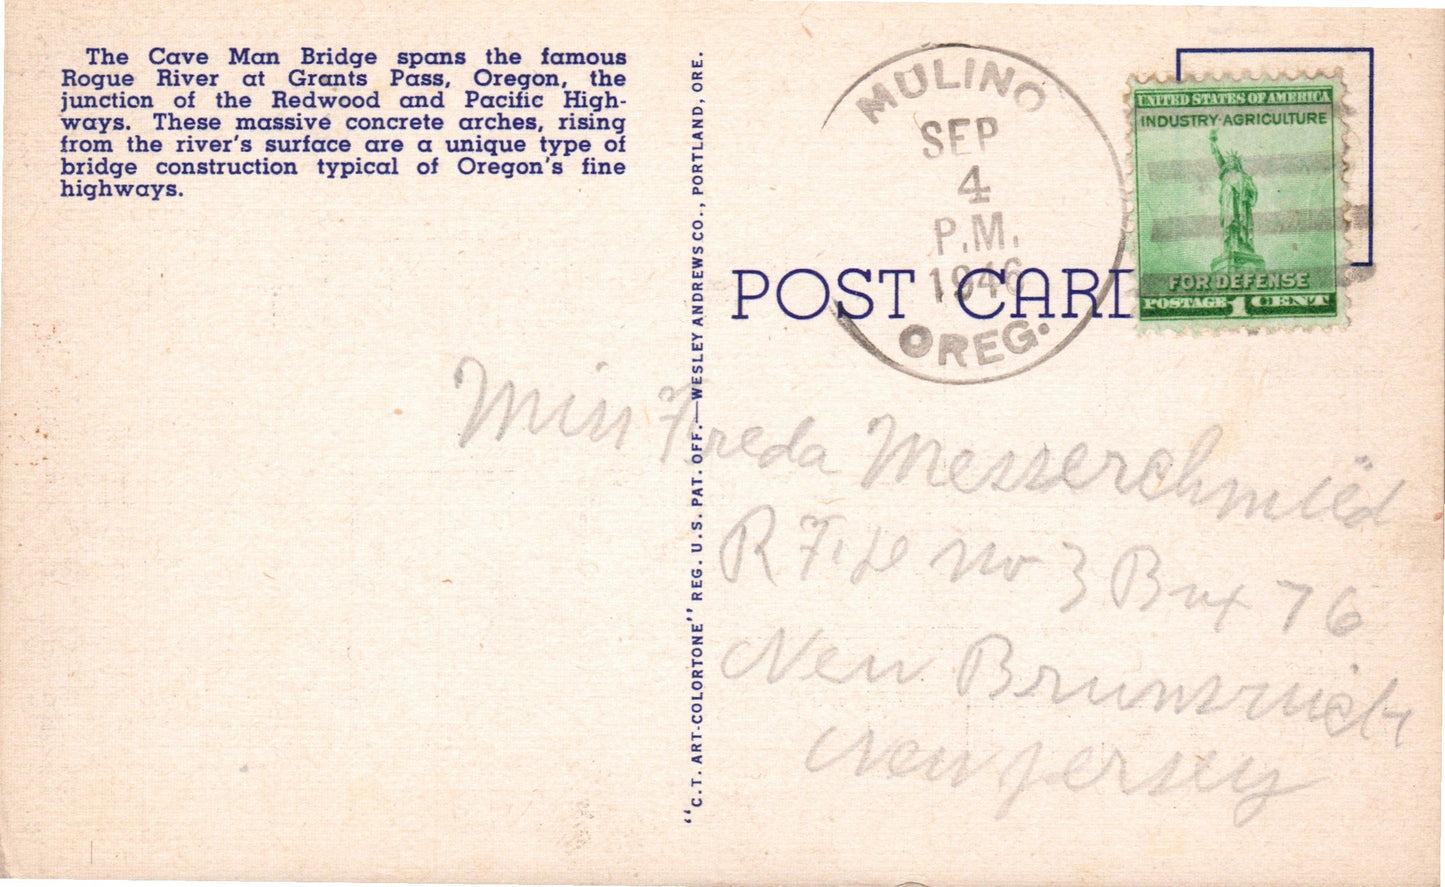 The Cave Man Bridge spans the famous
Rogue River at Grants Pass, Oregon, the
junction of the Redwood and Pacific High-
ways. These massive concrete arches, rising
from the river's surface are a unique type of
bridge construction typical of Oregon's fine
highways.
"C.T. ART-COLORTONE" REG. U.S. PAT. OFF.—WESLEY ANDREWS CO., PORTLAND, ORE.
MULINO
SEP
4
P.M.
1946
OREG.
UNITED STATES OF AMERICA
INDUSTRY·AGRICULTURE
FOR DEFENSE
POSTAGE 1 CENT
POST CARD
Miss Freda Messerchmied
R F.D No 3 Box 76
New Brunswick
New Jersey